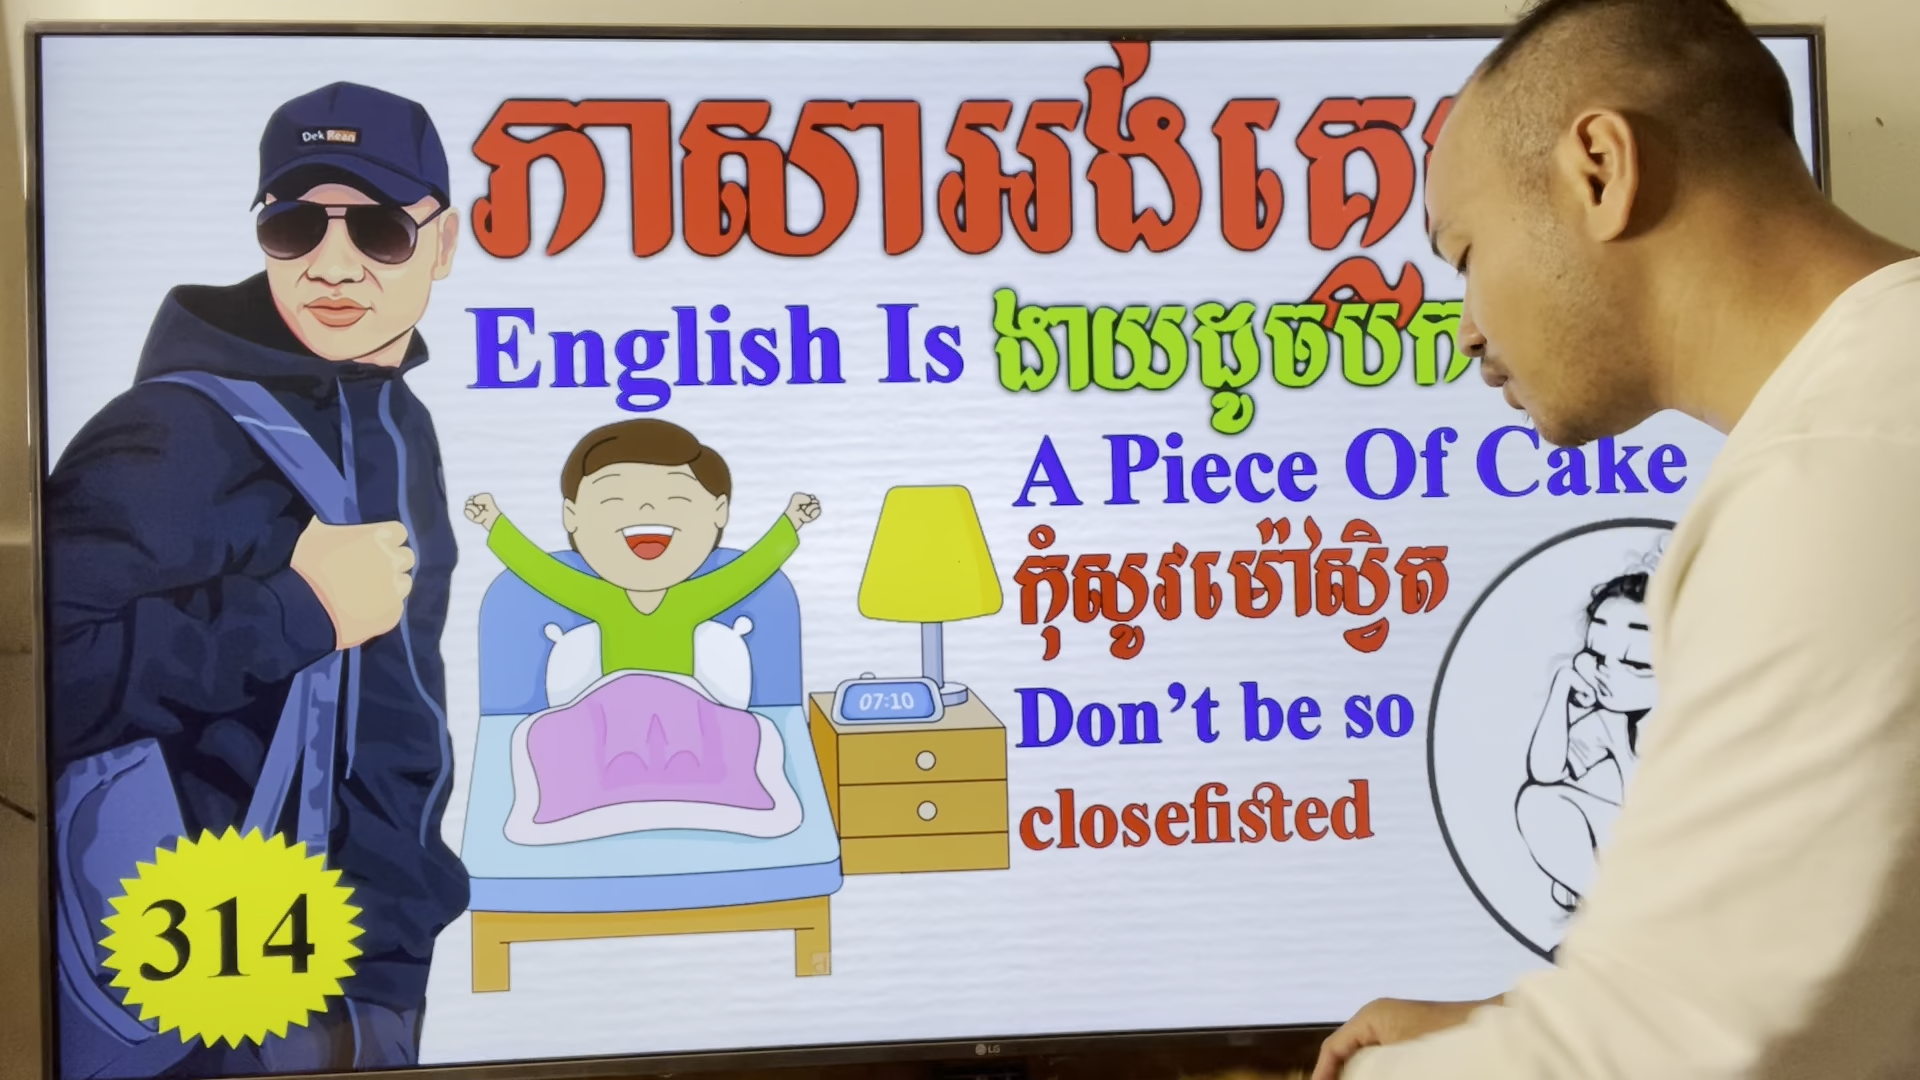 Dek Rean
ភាសាអង់គ្លេ
English Is ងាយដូចបក
A Piece Of Cake
កុំសូវម៉ៅស្វិត
Don't be so
07:10
closefisted
314
LG